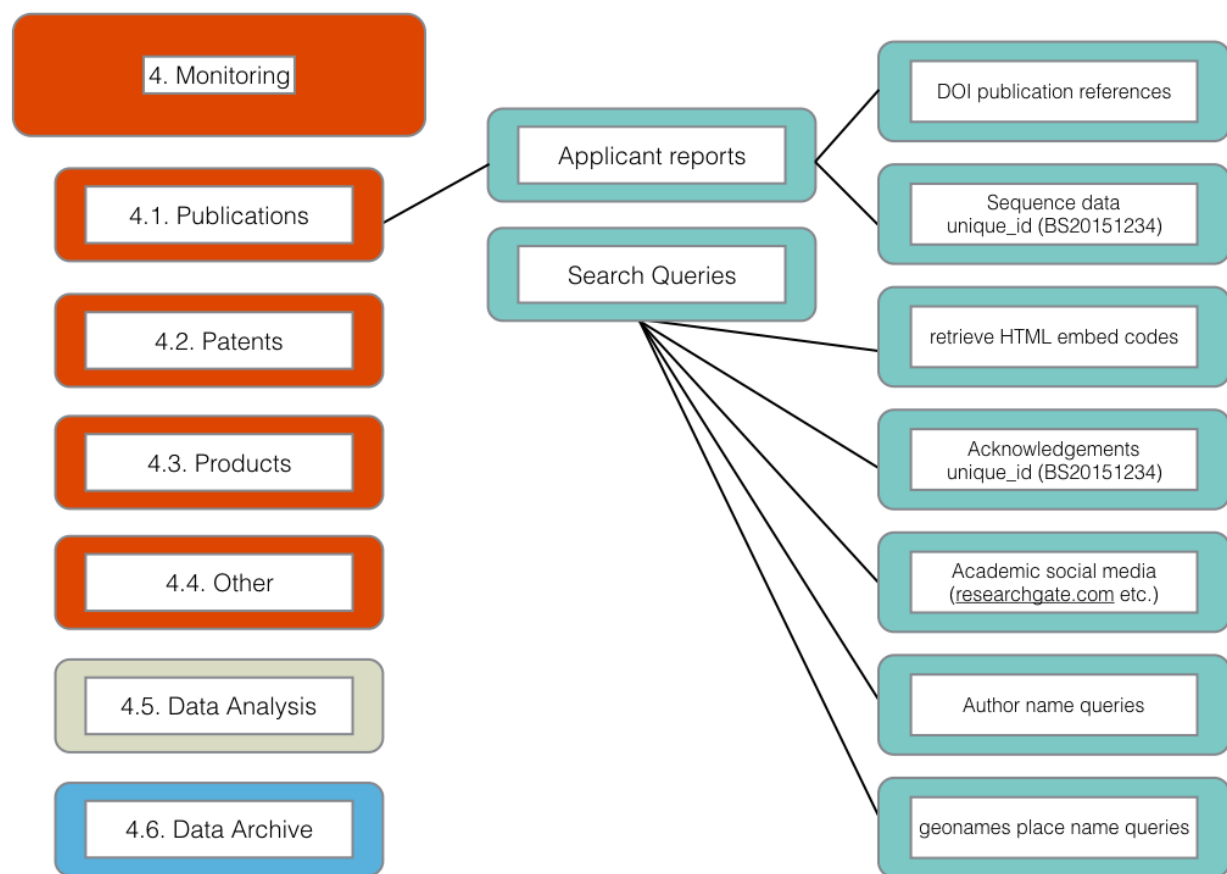 4. Monitoring
4.1. Publications
4.2. Patents
4.3. Products
4.4. Other
4.5. Data Analysis
4.6. Data Archive
Applicant reports
Search Queries
DOI publication references
Sequence data
unique_id (BS20151234)
retrieve HTML embed codes
Acknowledgements
unique_id (BS20151234)
Academic social media
(researchgate.com etc.)
Author name queries
geonames place name queries